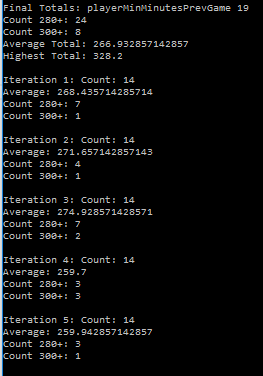 Final Totals: playerMinMinutesPrevGame 19
Count 280+: 24
Count 300+: 8
Average Total: 266.932857142857
Highest Total: 328.2
Iteration 1: Count: 14
Average: 268.435714285714
Count 280+: 7
Count 300+: 1
Iteration 2: Count: 14
Average: 271.657142857143
Count 280+: 4
Count 300+: 1
Iteration 3: Count: 14
Average: 274.928571428571
Count 280+: 7
Count 300+: 2
Iteration 4: Count: 14
Average: 259.7
Count 280+: 3
Count 300+: 3
Iteration 5: Count: 14
Average: 259.942857142857
Count 280+: 3
Count 300+: 1